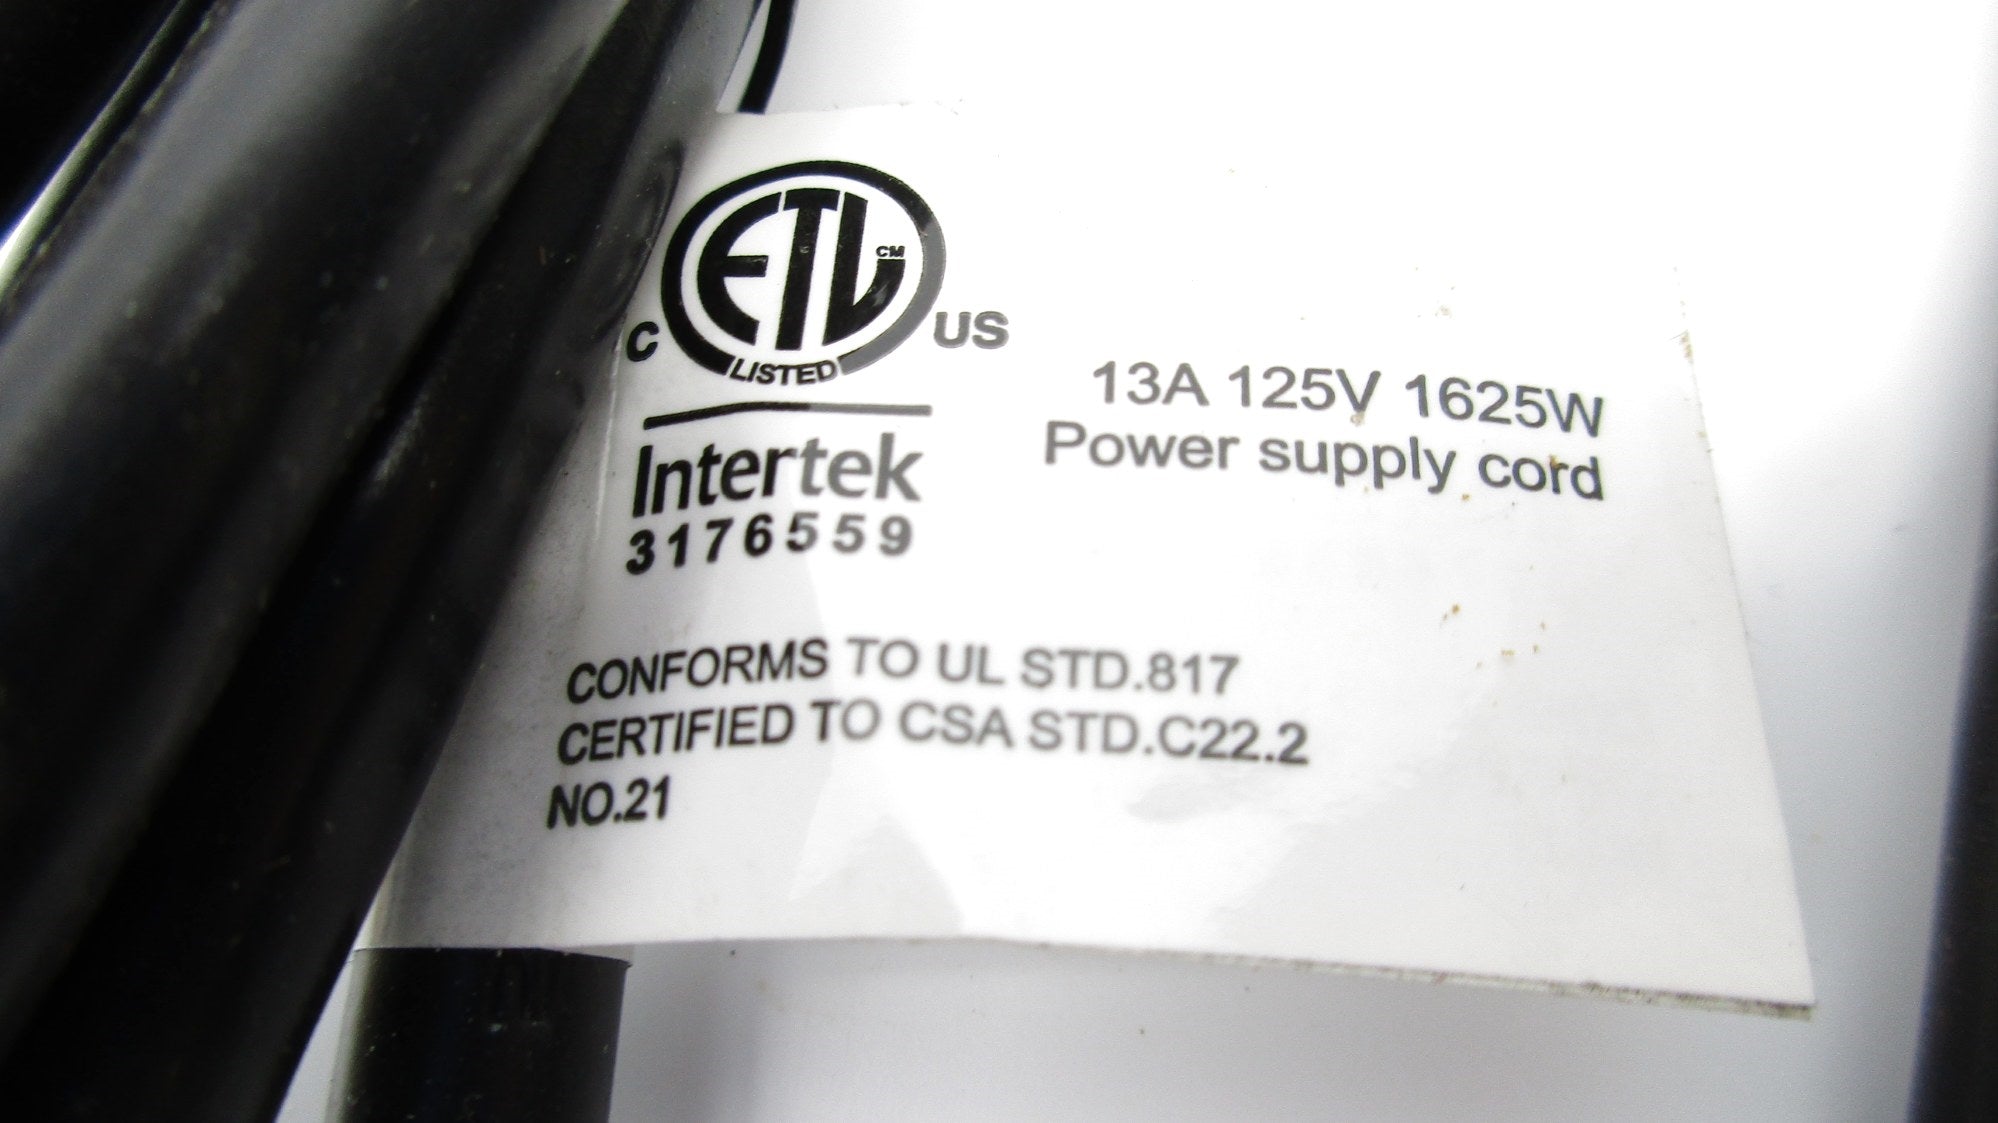 ETL CM
C US
LISTED
Intertek
3176559
13A 125V 1625W
Power supply cord
CONFORMS TO UL STD.817
CERTIFIED TO CSA STD.C22.2
NO.21